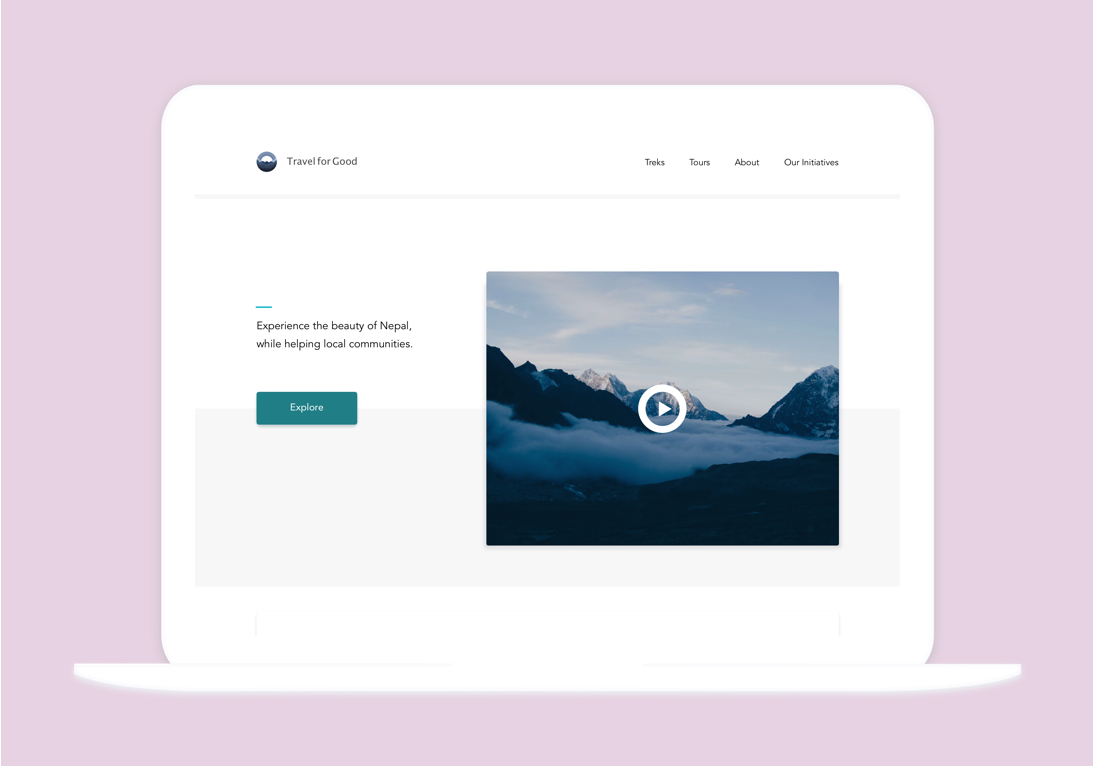 Travel for Good
Treks
Tours
About
Our Initiatives
Experience the beauty of Nepal,
while helping local communities.
Explore